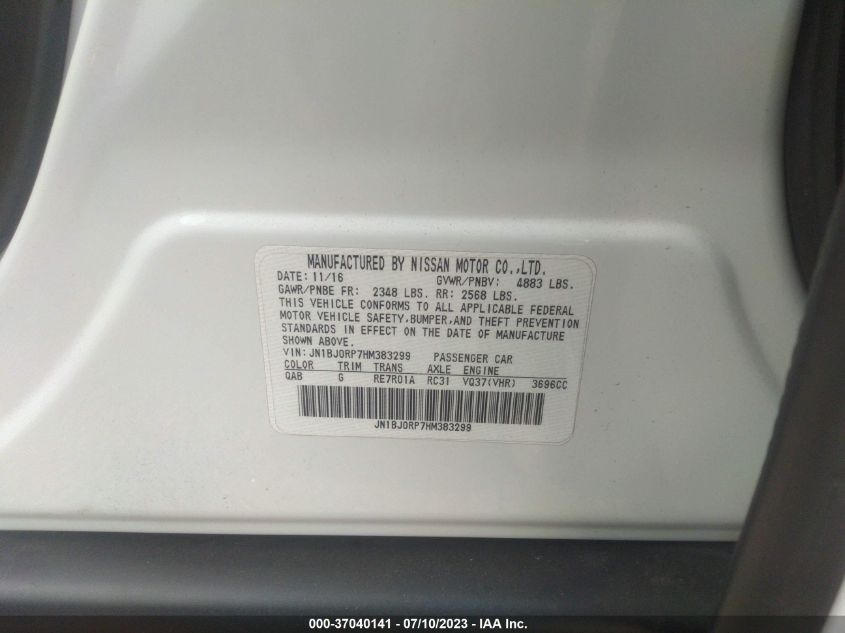 MANUFACTURED BY NISSAN MOTOR CO.,LTD.
DATE: 11/16 GVWR/PNBV: 4883 LBS.
GAWR/PNBE FR: 2348 LBS. RR: 2568 LBS.
THIS VEHICLE CONFORMS TO ALL APPLICABLE FEDERAL
MOTOR VEHICLE SAFETY,BUMPER,AND THEFT PREVENTION
STANDARDS IN EFFECT ON THE DATE OF MANUFACTURE
SHOWN ABOVE.
VIN: JN1BJ0RP7HM383299 PASSENGER CAR
COLOR TRIM TRANS AXLE ENGINE
QAB G RE7R01A RC31 VQ37(VHR) 3696CC
JN1BJ0RP7HM383299
000-37040141 - 07/10/2023 - IAA Inc.